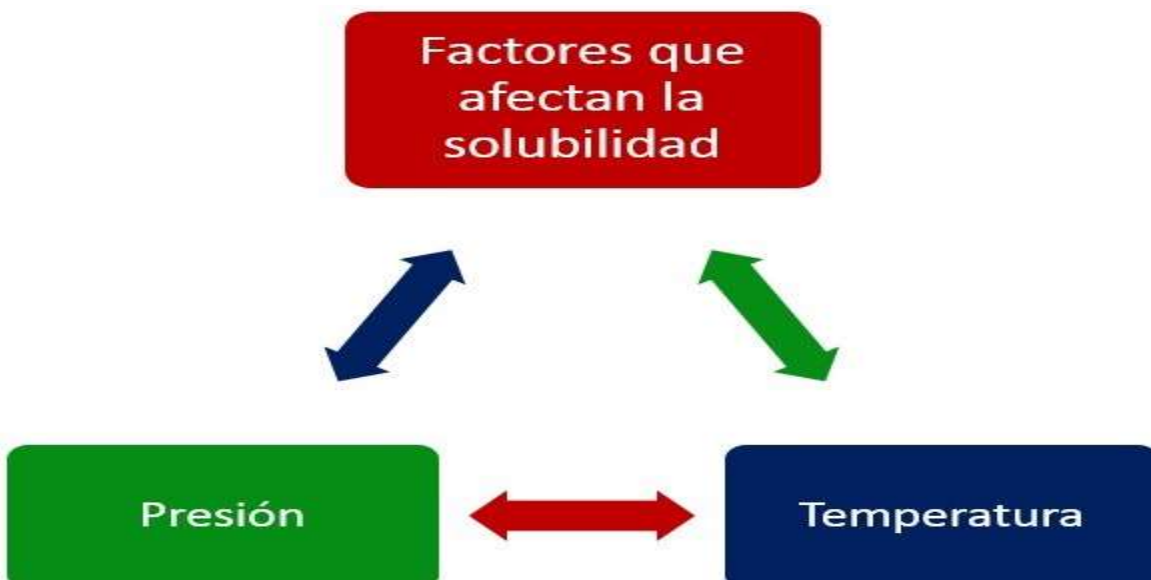 Factores que
afectan la
solubilidad
Presión
Temperatura